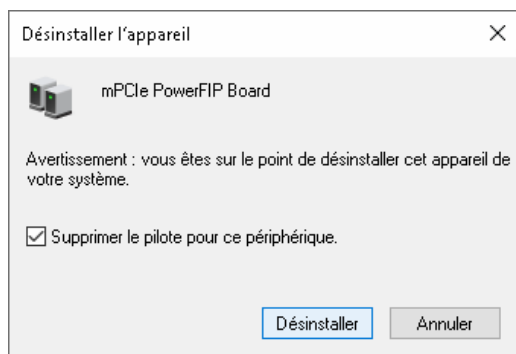 Désinstaller l'appareil
mPCIe PowerFIP Board
Avertissement : vous êtes sur le point de désinstaller cet appareil de
votre système.
Supprimer le pilote pour ce périphérique.
Désinstaller
Annuler